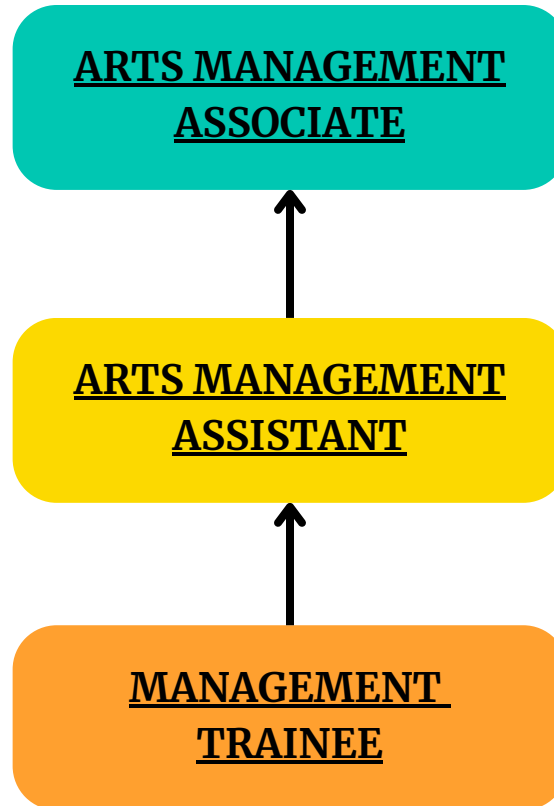 ARTS MANAGEMENT
ASSOCIATE
ARTS MANAGEMENT
ASSISTANT
MANAGEMENT
TRAINEE